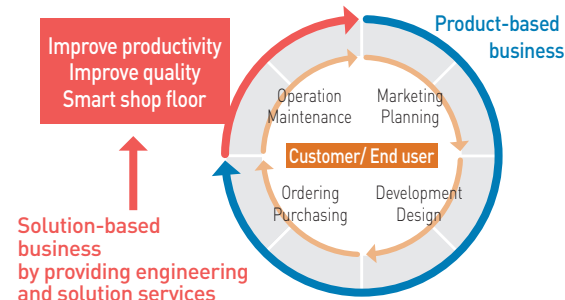 Improve productivity
Improve quality
Smart shop floor
Product-based
business
Operation
Maintenance
Marketing
Planning
Customer/ End user
Ordering
Purchasing
Development
Design
Solution-based
business
by providing engineering
and solution services